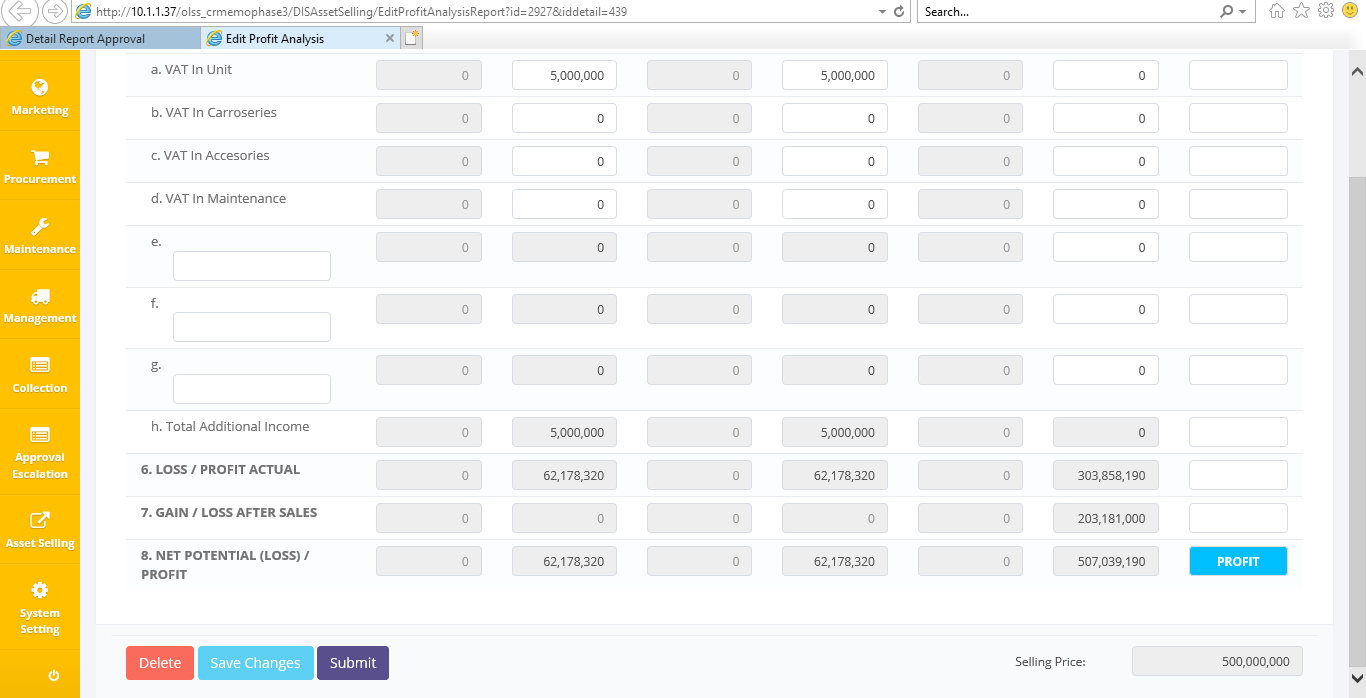 http://10.1.1.37/olss_crmemophase3/DISAssetSelling/EditProfitAnalysisReport?id=2927&iddetail=439
Search...
Detail Report Approval
Edit Profit Analysis
Marketing
Procurement
Maintenance
Management
Collection
Approval
Escalation
Asset Selling
System
Setting
a. VAT In Unit 0 5,000,000 0 5,000,000 0 0
b. VAT In Carroseries 0 0 0 0 0 0
c. VAT In Accesories 0 0 0 0 0 0
d. VAT In Maintenance 0 0 0 0 0 0
e. 0 0 0 0 0 0
f. 0 0 0 0 0 0
g. 0 0 0 0 0 0
h. Total Additional Income 0 5,000,000 0 5,000,000 0 0
6. LOSS / PROFIT ACTUAL 0 62,178,320 0 62,178,320 0 303,858,190
7. GAIN / LOSS AFTER SALES 0 0 0 0 0 203,181,000
8. NET POTENTIAL (LOSS) / 0 62,178,320 0 62,178,320 0 507,039,190 PROFIT
PROFIT
Delete Save Changes Submit Selling Price: 500,000,000